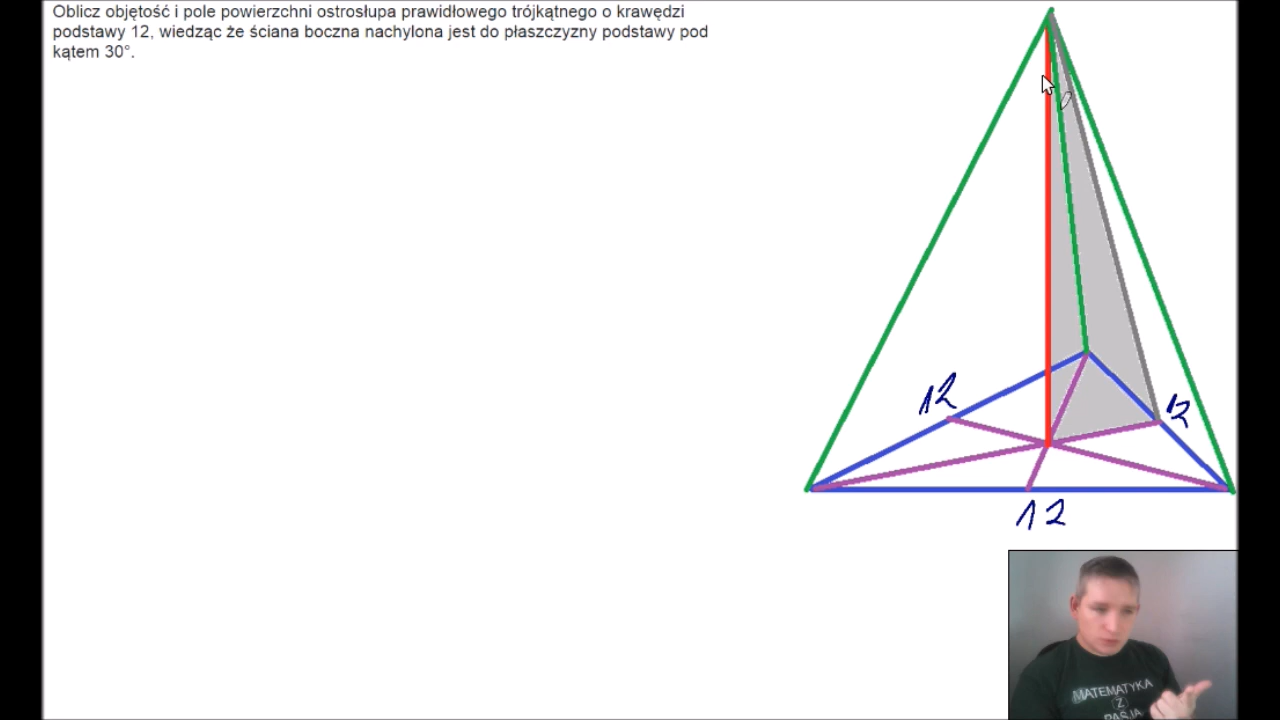 Oblicz objętość i pole powierzchni ostrosłupa prawidłowego trójkątnego o krawędzi
podstawy 12, wiedząc że ściana boczna nachylona jest do płaszczyzny podstawy pod
kątem 30°.
12
12
12
MATEMATYKA
Z
PASJĄ